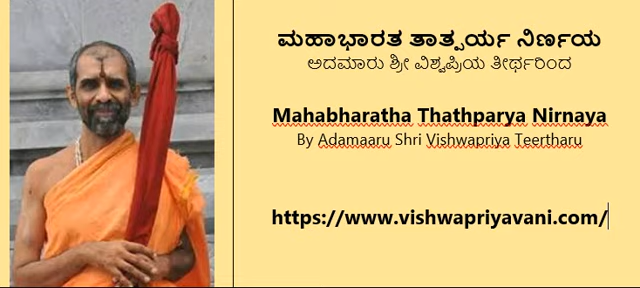 ಮಹಾಭಾರತ ತಾತ್ಪರ್ಯ ನಿರ್ಣಯ
ಅದಮಾರು ಶ್ರೀ ವಿಶ್ವಪ್ರಿಯ ತೀರ್ಥರಿಂದ
Mahabharatha Thathparya Nirnaya
By Adamaaru Shri Vishwapriya Teertharu
https://www.vishwapriyavani.com/